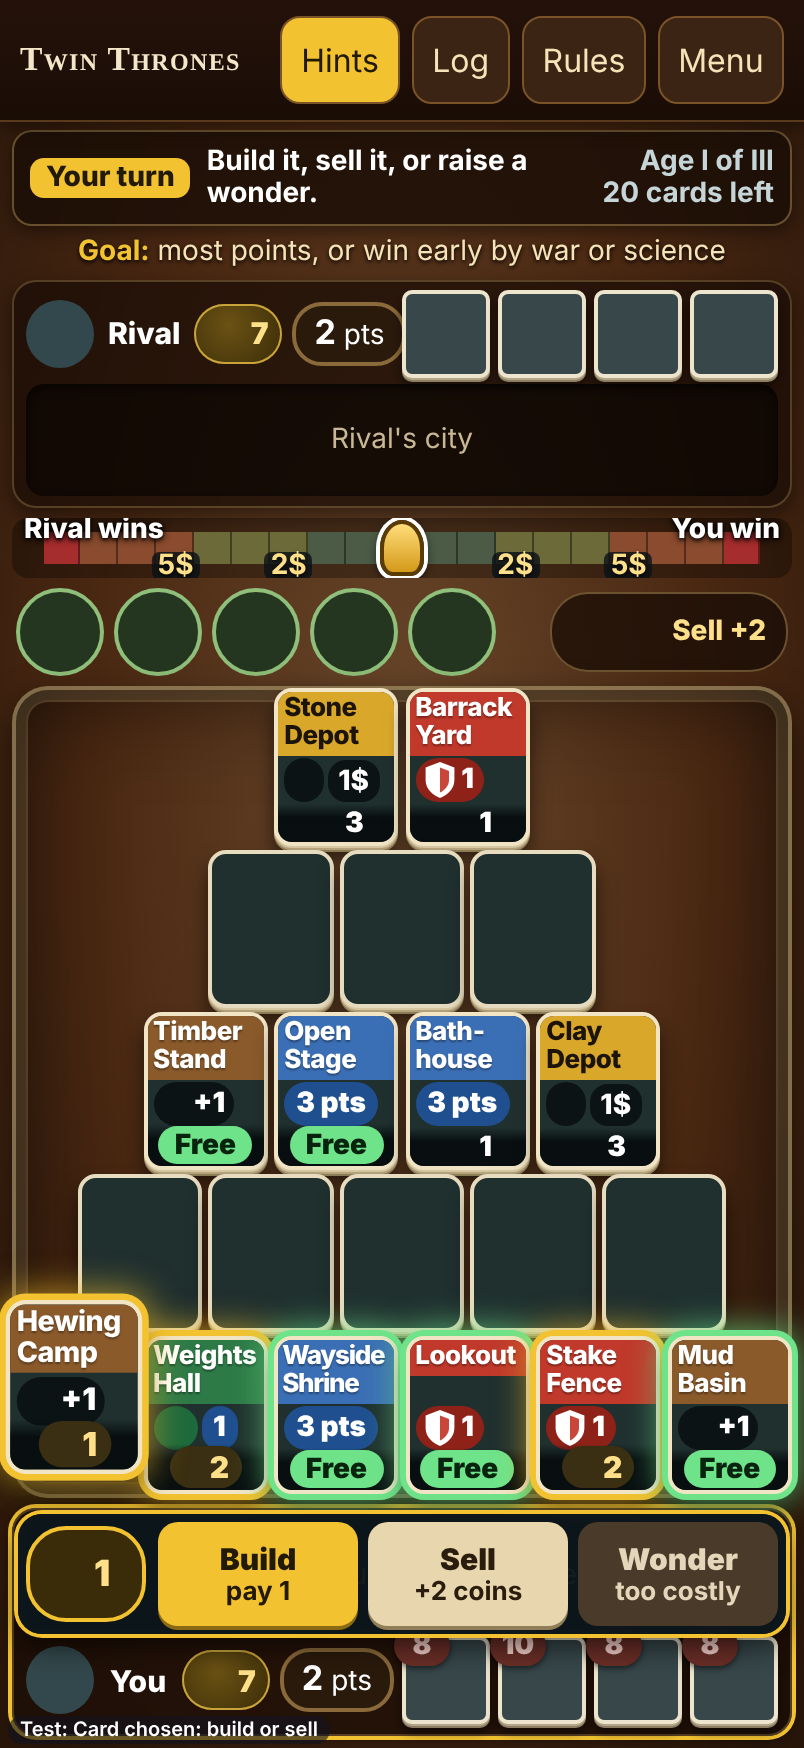 Twin Thrones
Hints
Log
Rules
Menu
Your turn
Build it, sell it, or raise a
wonder.
Age I of III
20 cards left
Goal: most points, or win early by war or science
Rival
7
2 pts
Rival's city
Rival wins
You win
5$
2$
2$
5$
Sell +2
Stone
Depot
1$
3
Barrack
Yard
1
1
Timber
Stand
+1
Free
Open
Stage
3 pts
Free
Bath-
house
3 pts
1
Clay
Depot
1$
3
Hewing
Camp
+1
1
Weights
Hall
1
2
Wayside
Shrine
3 pts
Free
Lookout
1
Free
Stake
Fence
1
2
Mud
Basin
+1
Free
1
Build
pay 1
Sell
+2 coins
Wonder
too costly
You
7
2 pts
8
10
8
8
Test: Card chosen: build or sell